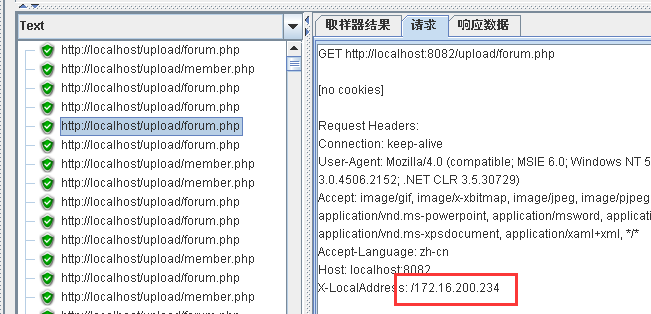 Text
http://localhost/upload/forum.php
http://localhost/upload/member.php
http://localhost/upload/forum.php
http://localhost/upload/forum.php
http://localhost/upload/forum.php
http://localhost/upload/forum.php
http://localhost/upload/member.php
http://localhost/upload/member.php
http://localhost/upload/forum.php
http://localhost/upload/forum.php
http://localhost/upload/forum.php
http://localhost/upload/member.php
http://localhost/upload/forum.php
http://localhost/upload/forum.php
取样器结果 请求 响应数据
GET http://localhost:8082/upload/forum.php
[no cookies]
Request Headers:
Connection: keep-alive
User-Agent: Mozilla/4.0 (compatible; MSIE 6.0; Windows NT 5
3.0.4506.2152; .NET CLR 3.5.30729)
Accept: image/gif, image/x-xbitmap, image/jpeg, image/pjpeg
application/vnd.ms-powerpoint, application/msword, applicati
application/vnd.ms-xpsdocument, application/xaml+xml, */*
Accept-Language: zh-cn
Host: localhost:8082
X-LocalAddress: /172.16.200.234